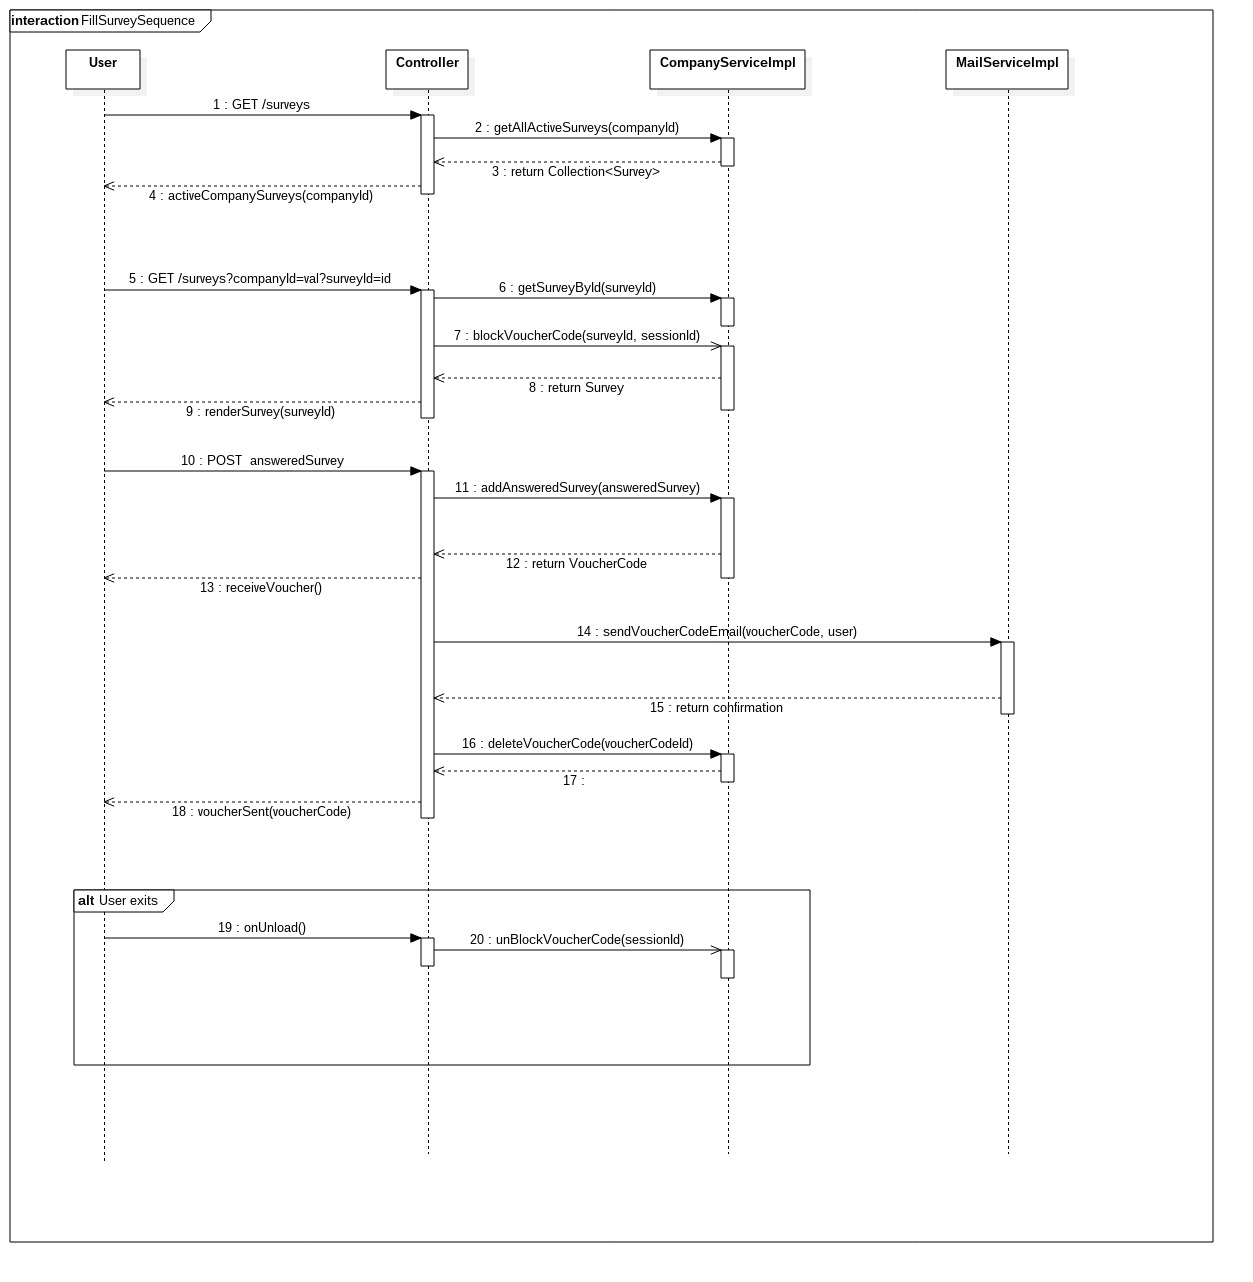 interaction FillSurveySequence
User
Controller
CompanyServiceImpl
MailServiceImpl
1 : GET /surveys
2 : getAllActiveSurveys(companyId)
3 : return Collection<Survey>
4 : activeCompanySurveys(companyId)
5 : GET /surveys?companyId=val?surveyId=id
6 : getSurveyById(surveyId)
7 : blockVoucherCode(surveyId, sessionId)
8 : return Survey
9 : renderSurvey(surveyId)
10 : POST  answeredSurvey
11 : addAnsweredSurvey(answeredSurvey)
12 : return VoucherCode
13 : receiveVoucher()
14 : sendVoucherCodeEmail(voucherCode, user)
15 : return confirmation
16 : deleteVoucherCode(voucherCodeId)
17 :
18 : voucherSent(voucherCode)
alt User exits
19 : onUnload()
20 : unBlockVoucherCode(sessionId)